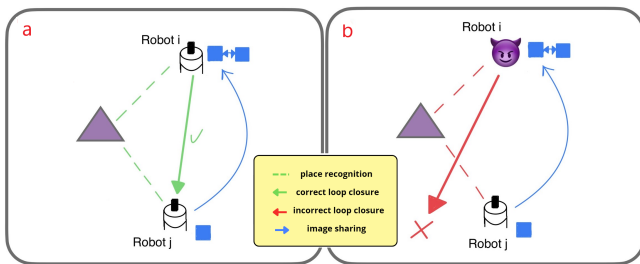 a
Robot i
Robot j
b
Robot i
Robot j
place recognition
correct loop closure
incorrect loop closure
image sharing